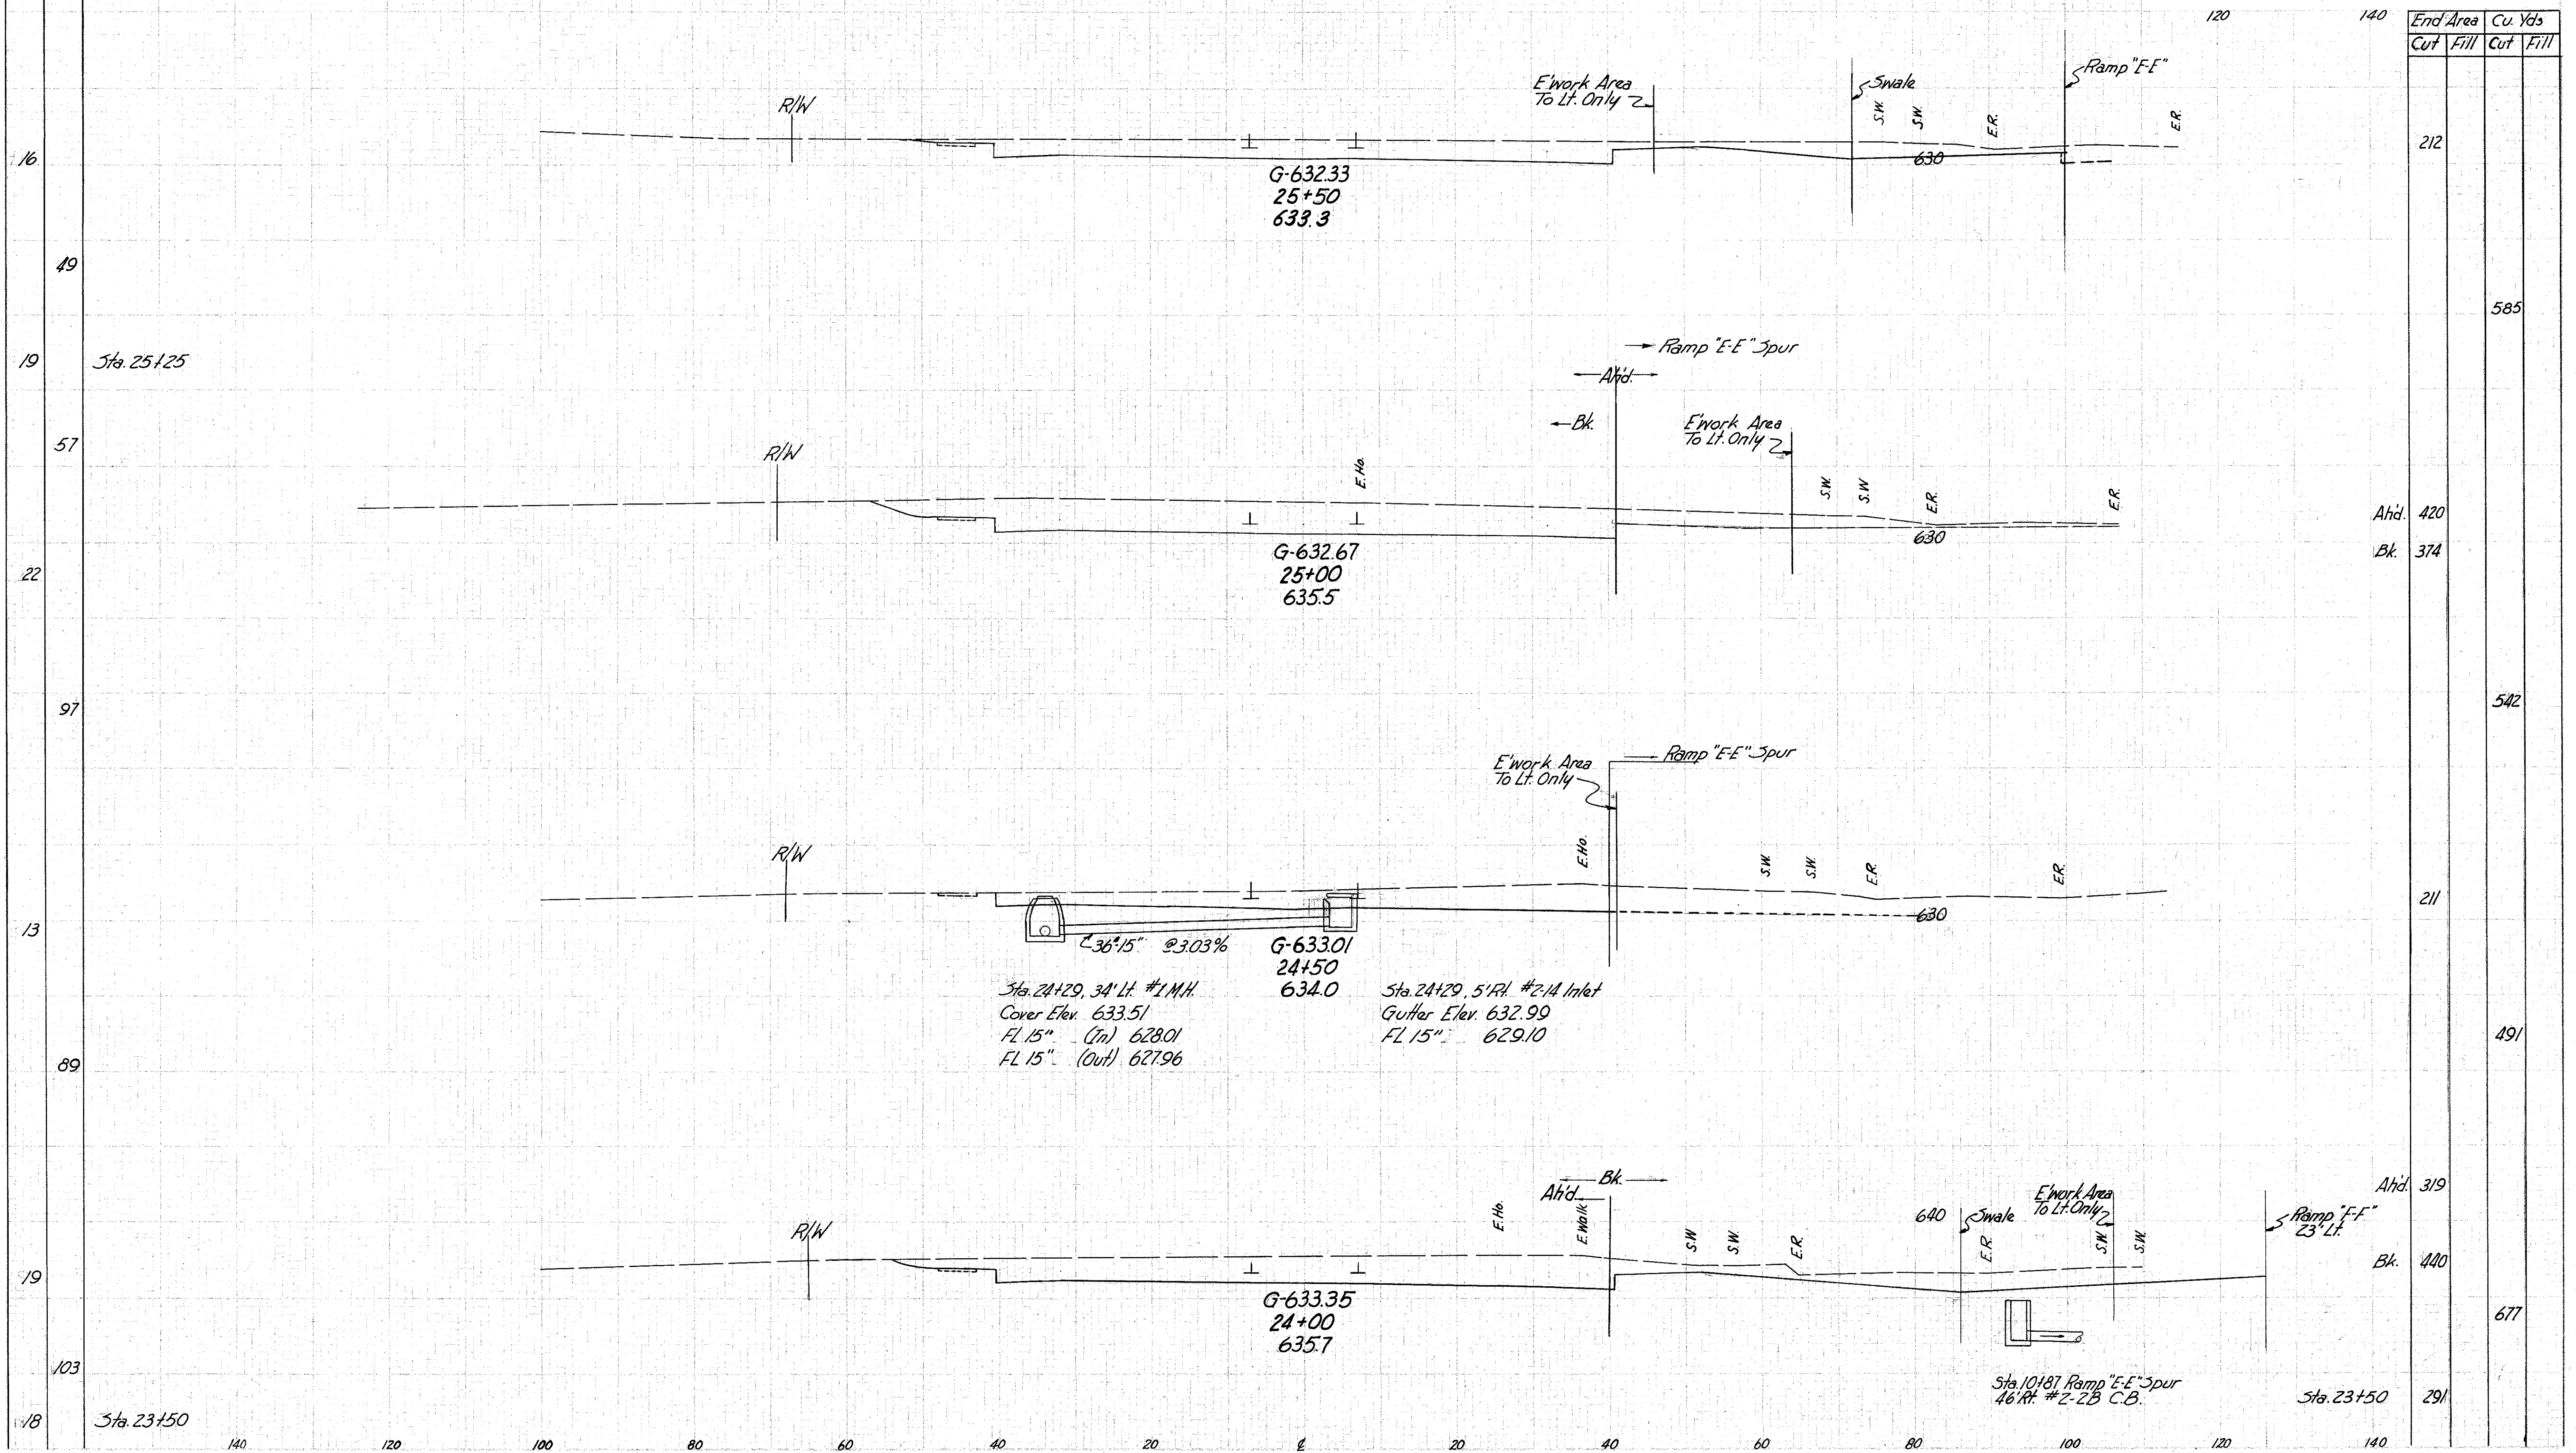 120
140
End Area
Cu. Yds
Cut
Fill
Cut
Fill
R/W
E'work Area
To Lt. Only
Swale
S.W.
S.W.
E.R.
Ramp "E-E"
E.R.
16
630
212
G-632.33
25+50
633.3
49
585
19
Sta. 25+25
Ramp "E-E" Spur
Ah'd.
Bk.
57
R/W
E.Ho.
E'work Area
To Lt. Only
S.W.
S.W
E.R.
E.R.
Ah'd. 420
630
Bk. 374
G-632.67
25+00
635.5
22
97
542
E'work Area
To Lt. Only
Ramp "E-E" Spur
R/W
E.Ho.
S.W.
S.W.
E.R.
E.R.
211
13
630
36'-15" @3.03%
G-633.01
24+50
634.0
Sta. 24+29, 34' Lt. #1 M.H.
Cover Elev. 633.51
FL 15" (In) 628.01
FL 15" (Out) 627.96
Sta. 24+29, 5' Rt. #2-14 Inlet
Gutter Elev. 632.99
FL 15" 629.10
491
89
Bk.
Ah'd
Ah'd. 319
R/W
E.Ho.
E.Walk
S.W
S.W.
E.R.
640
Swale
E.R.
E'work Area
To Lt. Only
S.W.
S.W.
Ramp "E-E"
23' Lt.
Bk. 440
19
G-633.35
24+00
635.7
677
103
Sta. 10+87 Ramp "E-E" Spur
46' Rt. #2-2B C.B.
18
Sta. 23+50
Sta. 23+50 291
140 120 100 80 60 40 20 ℄ 20 40 60 80 100 120 140